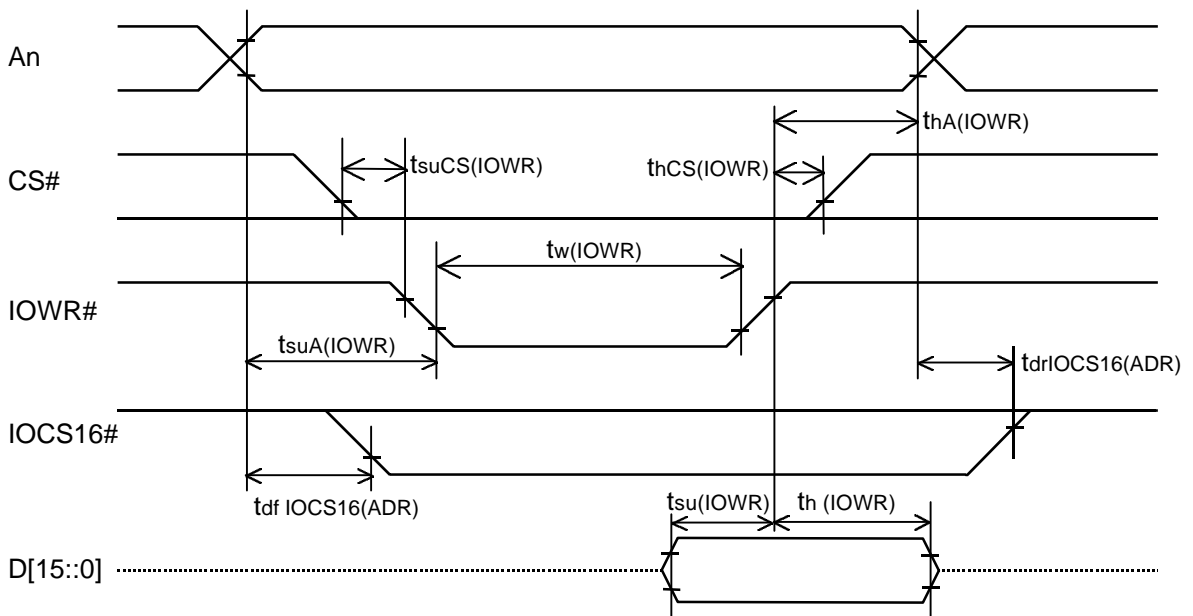 An
thA(IOWR)
CS#
tsuCS(IOWR)
thCS(IOWR)
tw(IOWR)
IOWR#
tsuA(IOWR)
tdrIOCS16(ADR)
IOCS16#
tdf IOCS16(ADR)
tsu(IOWR)
th (IOWR)
D[15::0]